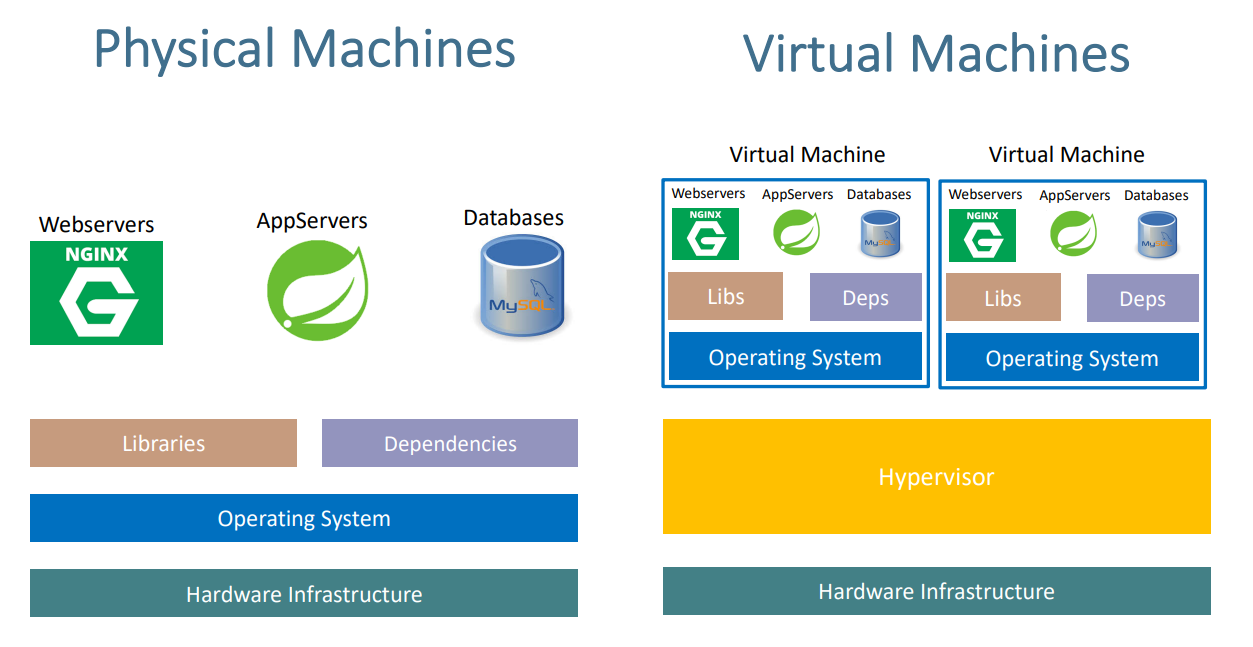 Physical Machines
Webservers
AppServers
Databases
NGINX
MySQL
Libraries
Dependencies
Operating System
Hardware Infrastructure
Virtual Machines
Virtual Machine
Webservers
AppServers
Databases
NGINX
MySQL
Libs
Deps
Operating System
Virtual Machine
Webservers
AppServers
Databases
NGINX
MySQL
Libs
Deps
Operating System
Hypervisor
Hardware Infrastructure